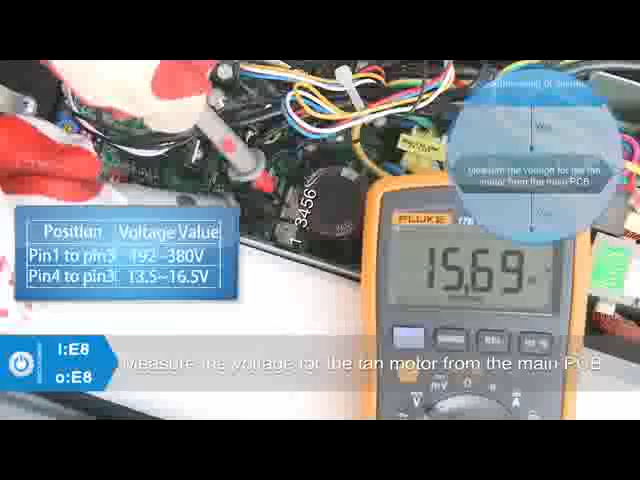 Yes
Measure the voltage for the fan
motor from the main PCB
Yes
1 3456
FLUKE
15.69
Position Voltage Value
Pin1 to pin3 192~380V
Pin4 to pin3 13.5~16.5V
I:E8
o:E8
Measure the voltage for the fan motor from the main PCB
mV Ω
V A